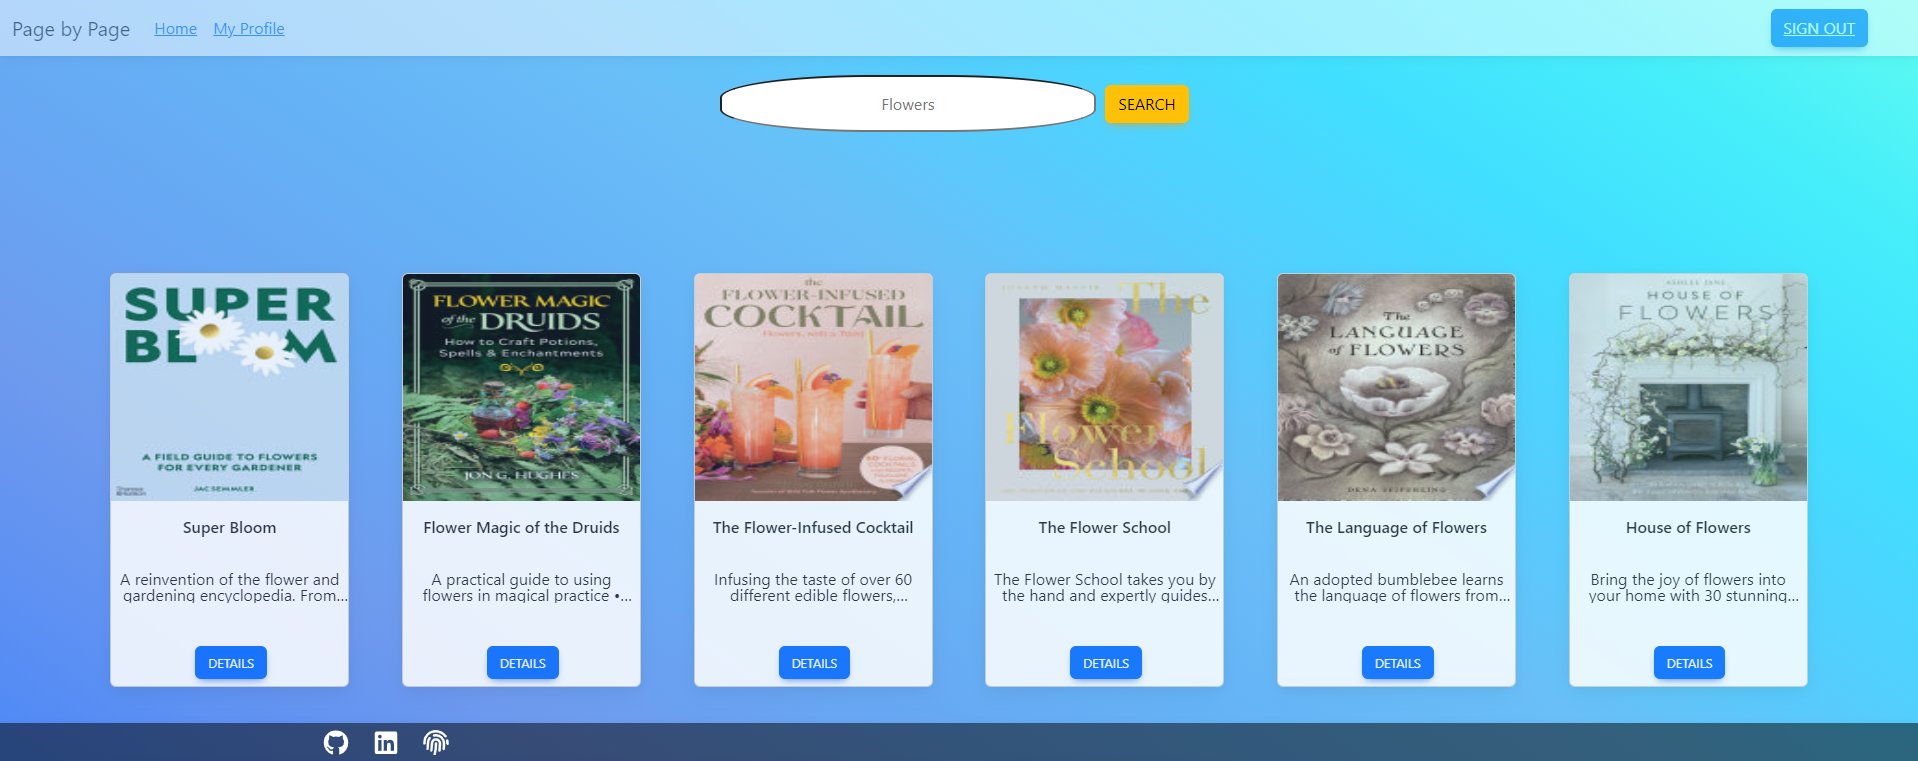 Page by Page
Home
My Profile
SIGN OUT
Flowers
SEARCH
SUPER
BLOOM
A FIELD GUIDE TO FLOWERS
FOR EVERY GARDENER
JAC SEMMLER
FLOWER MAGIC
of the DRUIDS
How to Craft Potions,
Spells & Enchantments
JON G. HUGHES
the
FLOWER-INFUSED
COCKTAIL
Flowers, with a Twist
The
Flower
School
The
LANGUAGE
of FLOWERS
DENA SEIFERLING
HOUSE OF
FLOWERS
Super Bloom
A reinvention of the flower and
gardening encyclopedia. From...
DETAILS
Flower Magic of the Druids
A practical guide to using
flowers in magical practice •...
DETAILS
The Flower-Infused Cocktail
Infusing the taste of over 60
different edible flowers,...
DETAILS
The Flower School
The Flower School takes you by
the hand and expertly guides...
DETAILS
The Language of Flowers
An adopted bumblebee learns
the language of flowers from...
DETAILS
House of Flowers
Bring the joy of flowers into
your home with 30 stunning...
DETAILS
in